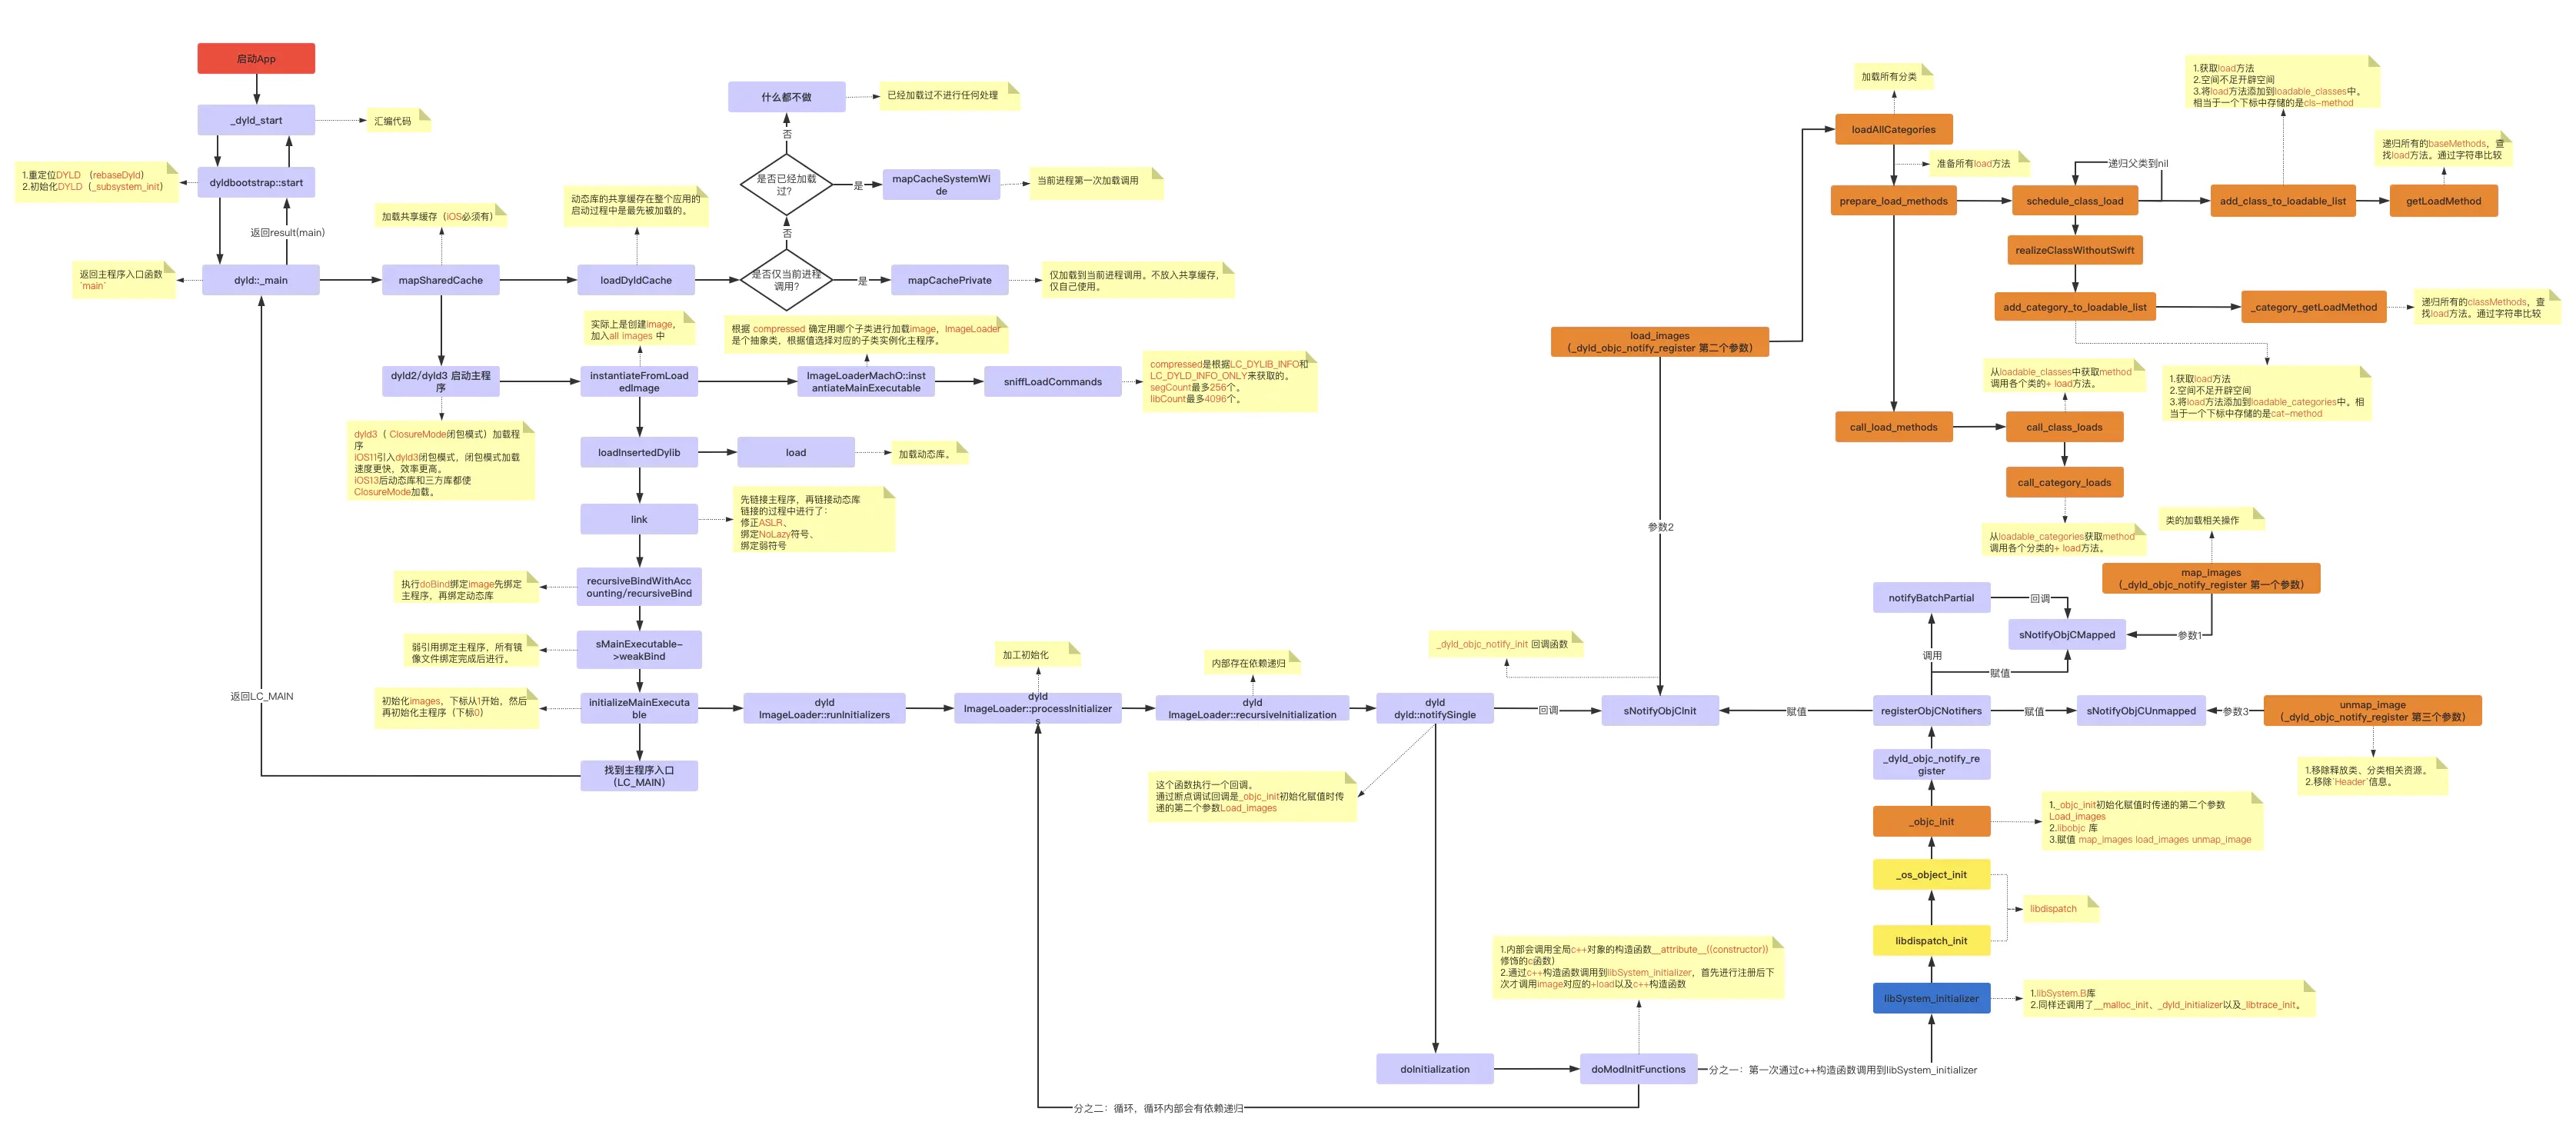 启动App
_dyld_start
汇编代码
1.重定位DYLD （rebaseDyld)
2.初始化DYLD（_subsystem_init)
dyldbootstrap::start
返回result(main)
返回主程序入口函数
`main`
dyld::_main
加载共享缓存（iOS必须有)
mapSharedCache
动态库的共享缓存在整个应用的
启动过程中是最先被加载的。
loadDyldCache
什么都不做
已经加载过不进行任何处理
否
是否已经加载
过?
是
mapCacheSystemWi
de
当前进程第一次加载调用
否
是否仅当前进程
调用?
是
mapCachePrivate
仅加载到当前进程调用。不放入共享缓存，
仅自己使用。
dyld2/dyld3 启动主程
序
dyld3（ ClosureMode闭包模式）加载程
序
iOS11引入dyld3闭包模式，闭包模式加载
速度更快，效率更高。
iOS13后动态库和三方库都使
ClosureMode加载。
实际上是创建image，
加入all images 中
instantiateFromLoad
edImage
根据 compressed 确定用哪个子类进行加载image，ImageLoader
是个抽象类，根据值选择对应的子类实例化主程序。
ImageLoaderMachO::inst
antiateMainExecutable
sniffLoadCommands
compressed是根据LC_DYLIB_INFO和
LC_DYLD_INFO_ONLY来获取的。
segCount最多256个。
libCount最多4096个。
loadInsertedDylib
load
加载动态库。
link
先链接主程序，再链接动态库
链接的过程中进行了：
修正ASLR、
绑定NoLazy符号、
绑定弱符号
执行doBind绑定image先绑定
主程序，再绑定动态库
recursiveBindWithAcc
ounting/recursiveBind
弱引用绑定主程序，所有镜
像文件绑定完成后进行。
sMainExecutable-
>weakBind
初始化images，下标从1开始，然后
再初始化主程序（下标0）
initializeMainExecuta
ble
返回LC_MAIN
找到主程序入口
（LC_MAIN）
dyld
ImageLoader::runInitializers
加工初始化
dyld
ImageLoader::processInitializer
s
内部存在依赖递归
dyld
ImageLoader::recursiveInitialization
dyld
dyld::notifySingle
这个函数执行一个回调。
通过断点调试回调是_objc_init初始化赋值时传
递的第二个参数Load_images
回调
_dyld_objc_notify_init 回调函数
sNotifyObjCInit
参数2
load_images
（_dyld_objc_notify_register 第二个参数）
加载所有分类
loadAllCategories
准备所有load方法
prepare_load_methods
递归父类到nil
schedule_class_load
1.获取load方法
2.空间不足开辟空间
3.将load方法添加到loadable_classes中。
相当于一个下标中存储的是cls-method
add_class_to_loadable_list
递归所有的baseMethods，查
找load方法。通过字符串比较
getLoadMethod
realizeClassWithoutSwift
add_category_to_loadable_list
_category_getLoadMethod
递归所有的classMethods，查
找load方法。通过字符串比较
1.获取load方法
2.空间不足开辟空间
3.将load方法添加到loadable_categories中。相
当于一个下标中存储的是cat-method
从loadable_classes中获取method
调用各个类的+ load方法。
call_load_methods
call_class_loads
call_category_loads
从loadable_categories获取method
调用各个分类的+ load方法。
类的加载相关操作
map_images
（_dyld_objc_notify_register 第一个参数）
notifyBatchPartial
回调
sNotifyObjCMapped
参数1
调用
赋值
赋值
registerObjCNotifiers
赋值
sNotifyObjCUnmapped
参数3
unmap_image
（_dyld_objc_notify_register 第三个参数）
1.移除释放类、分类相关资源。
2.移除`Header`信息。
_dyld_objc_notify_re
gister
_objc_init
1._objc_init初始化赋值时传递的第二个参数
Load_images
2.libobjc 库
3.赋值 map_images load_images unmap_image
_os_object_init
libdispatch
libdispatch_init
libSystem_initializer
1.libSystem.B库
2.同样还调用了__malloc_init、_dyld_initializer以及_libtrace_init。
1.内部会调用全局c++对象的构造函数__attribute__((constructor))
修饰的c函数）
2.通过c++构造函数调用到libSystem_initializer，首先进行注册后下
次才调用image对应的+load以及c++构造函数
doInitialization
doModInitFunctions
分之一：第一次通过c++构造函数调用到libSystem_initializer
分之二：循环，循环内部会有依赖递归